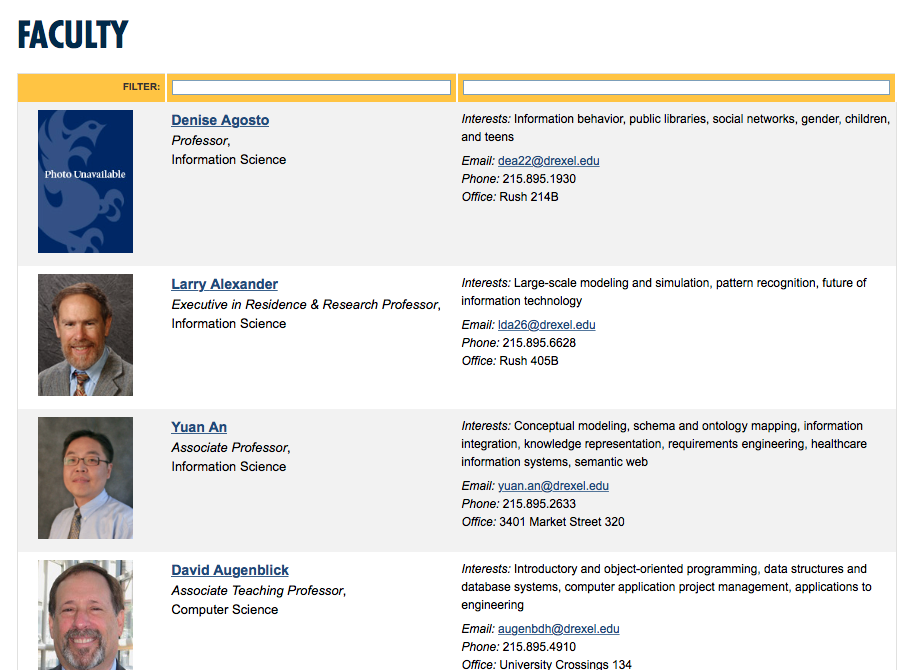 FACULTY
FILTER:
Photo Unavailable
Denise Agosto
Professor,
Information Science
Interests: Information behavior, public libraries, social networks, gender, children,
and teens
Email: dea22@drexel.edu
Phone: 215.895.1930
Office: Rush 214B
Larry Alexander
Executive in Residence & Research Professor,
Information Science
Interests: Large-scale modeling and simulation, pattern recognition, future of
information technology
Email: lda26@drexel.edu
Phone: 215.895.6628
Office: Rush 405B
Yuan An
Associate Professor,
Information Science
Interests: Conceptual modeling, schema and ontology mapping, information
integration, knowledge representation, requirements engineering, healthcare
information systems, semantic web
Email: yuan.an@drexel.edu
Phone: 215.895.2633
Office: 3401 Market Street 320
David Augenblick
Associate Teaching Professor,
Computer Science
Interests: Introductory and object-oriented programming, data structures and
database systems, computer application project management, applications to
engineering
Email: augenbdh@drexel.edu
Phone: 215.895.4910
Office: University Crossings 134